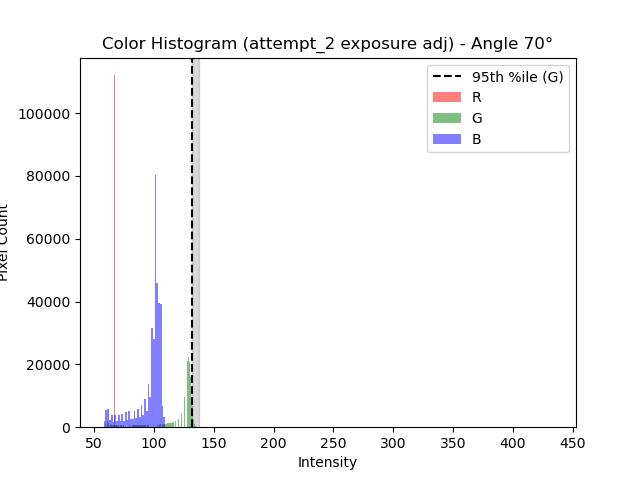 Color Histogram (attempt_2 exposure adj) - Angle 70°
95th %ile (G)
R
G
B
100000
80000
60000
40000
20000
0
Pixel Count
50 100 150 200 250 300 350 400 450
Intensity